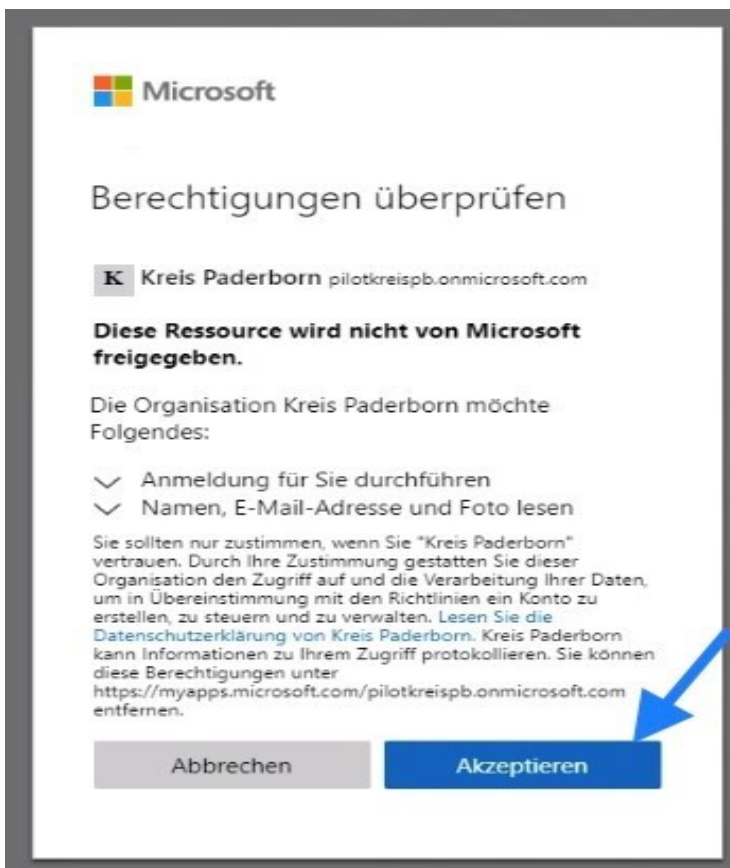 Microsoft
Berechtigungen überprüfen
K Kreis Paderborn pilotkreispb.onmicrosoft.com
Diese Ressource wird nicht von Microsoft
freigegeben.
Die Organisation Kreis Paderborn möchte
Folgendes:
Anmeldung für Sie durchführen
Namen, E-Mail-Adresse und Foto lesen
Sie sollten nur zustimmen, wenn Sie "Kreis Paderborn"
vertrauen. Durch Ihre Zustimmung gestatten Sie dieser
Organisation den Zugriff auf und die Verarbeitung Ihrer Daten,
um in Übereinstimmung mit den Richtlinien ein Konto zu
erstellen, zu steuern und zu verwalten. Lesen Sie die
Datenschutzerklärung von Kreis Paderborn. Kreis Paderborn
kann Informationen zu Ihrem Zugriff protokollieren. Sie können
diese Berechtigungen unter
https://myapps.microsoft.com/pilotkreispb.onmicrosoft.com
entfernen.
Abbrechen Akzeptieren